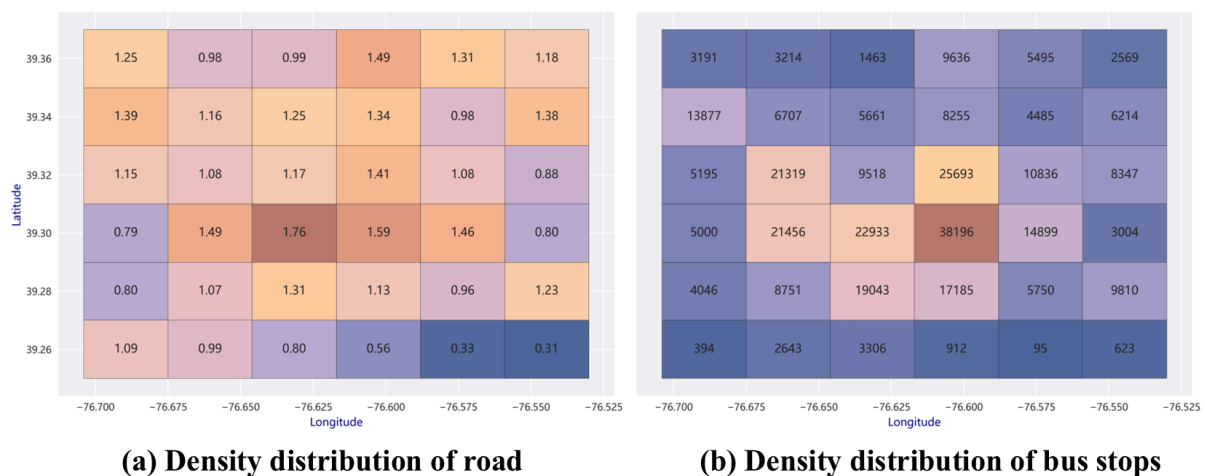 39.36 1.25 0.98 0.99 1.49 1.31 1.18
39.34 1.39 1.16 1.25 1.34 0.98 1.38
39.32 1.15 1.08 1.17 1.41 1.08 0.88
39.30 0.79 1.49 1.76 1.59 1.46 0.80
39.28 0.80 1.07 1.31 1.13 0.96 1.23
39.26 1.09 0.99 0.80 0.56 0.33 0.31
Latitude
−76.700 −76.675 −76.650 −76.625 −76.600 −76.575 −76.550 −76.525
Longitude
(a) Density distribution of road
3191 3214 1463 9636 5495 2569
13877 6707 5661 8255 4485 6214
5195 21319 9518 25693 10836 8347
5000 21456 22933 38196 14899 3004
4046 8751 19043 17185 5750 9810
394 2643 3306 912 95 623
−76.700 −76.675 −76.650 −76.625 −76.600 −76.575 −76.550 −76.525
Longitude
(b) Density distribution of bus stops